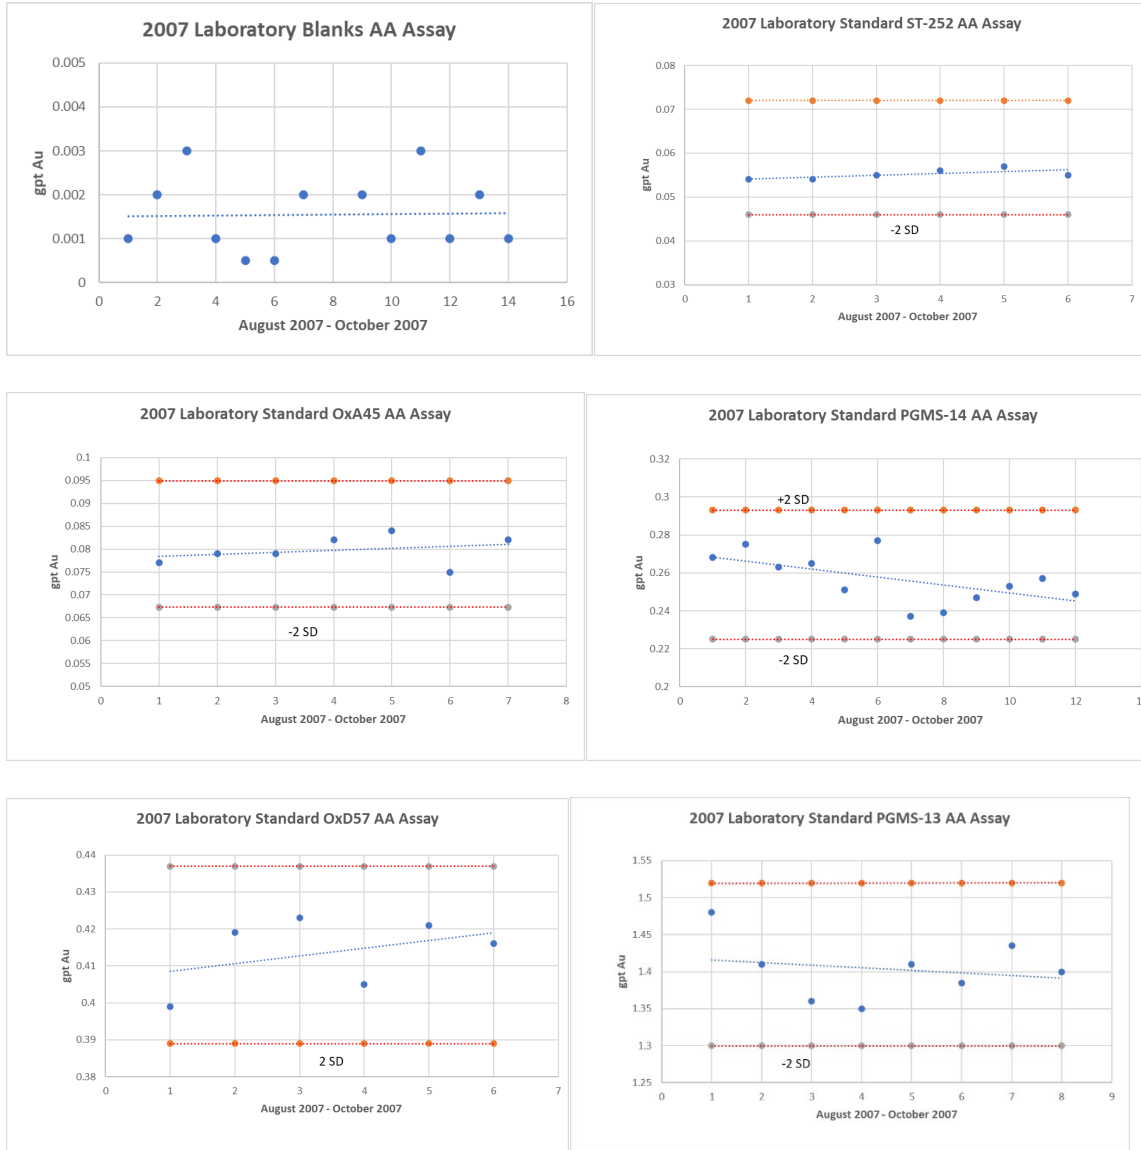 2007 Laboratory Blanks AA Assay
0.005
0.004
0.003
0.002
0.001
0
gpt Au
0 2 4 6 8 10 12 14 16
August 2007 - October 2007
2007 Laboratory Standard ST-252 AA Assay
0.08
0.07
0.06
0.05
0.04
0.03
gpt Au
-2 SD
0 1 2 3 4 5 6 7
August 2007 - October 2007
2007 Laboratory Standard OxA45 AA Assay
0.1
0.095
0.09
0.085
0.08
0.075
0.07
0.065
0.06
0.055
0.05
gpt Au
-2 SD
0 1 2 3 4 5 6 7 8
August 2007 - October 2007
2007 Laboratory Standard PGMS-14 AA Assay
0.32
0.3
0.28
0.26
0.24
0.22
0.2
gpt Au
+2 SD
-2 SD
0 2 4 6 8 10 12
August 2007 - October 2007
2007 Laboratory Standard OxD57 AA Assay
0.44
0.43
0.42
0.41
0.4
0.39
0.38
gpt Au
2 SD
0 1 2 3 4 5 6 7
August 2007 - October 2007
2007 Laboratory Standard PGMS-13 AA Assay
1.55
1.5
1.45
1.4
1.35
1.3
1.25
gpt Au
-2 SD
0 1 2 3 4 5 6 7 8 9
August 2007 - October 2007